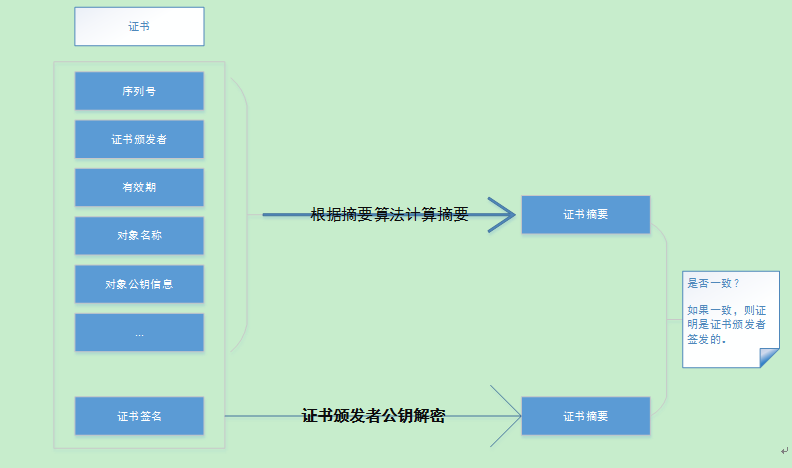 证书
序列号
证书颁发者
有效期
对象名称
对象公钥信息
...
证书签名
根据摘要算法计算摘要
证书颁发者公钥解密
证书摘要
证书摘要
是否一致？
如果一致，则证
明是证书颁发者
签发的。